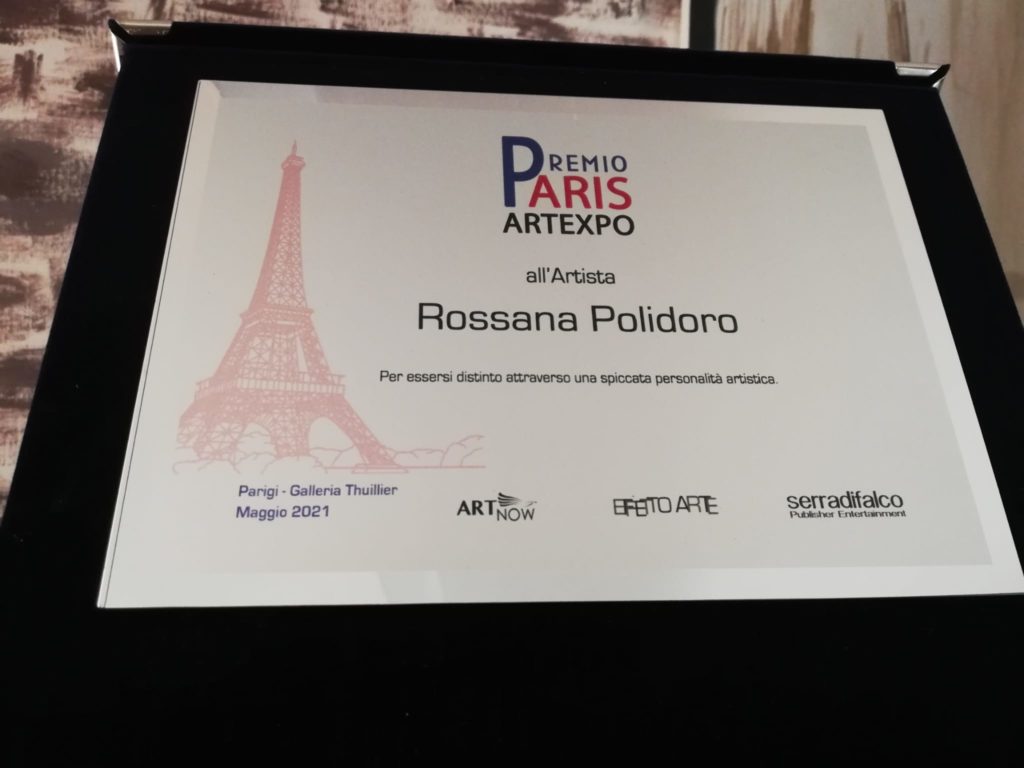 PREMIO
PARIS
ARTEXPO
all'Artista
Rossana Polidoro
Per essersi distinto attraverso una spiccata personalità artistica.
Parigi - Galleria Thuillier
Maggio 2021
ART NOW
EFFETTO ARTE
serradifalco
Publisher Entertainment